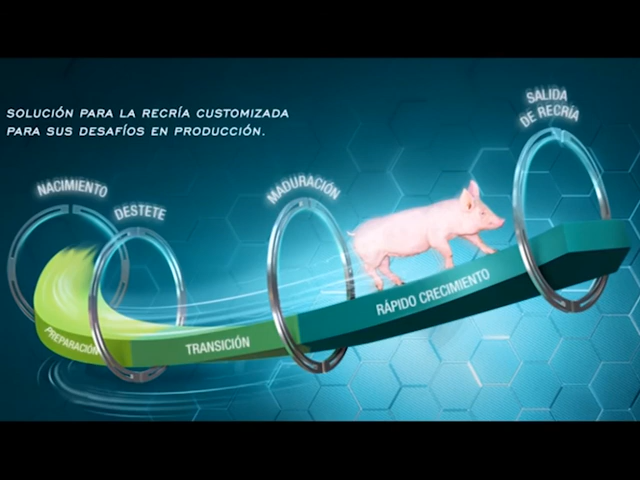 SOLUCIÓN PARA LA RECRÍA CUSTOMIZADA
PARA SUS DESAFÍOS EN PRODUCCIÓN.
NACIMIENTO
DESTETE
MADURACIÓN
SALIDA
DE RECRÍA
PREPARACIÓN
TRANSICIÓN
RÁPIDO CRECIMIENTO